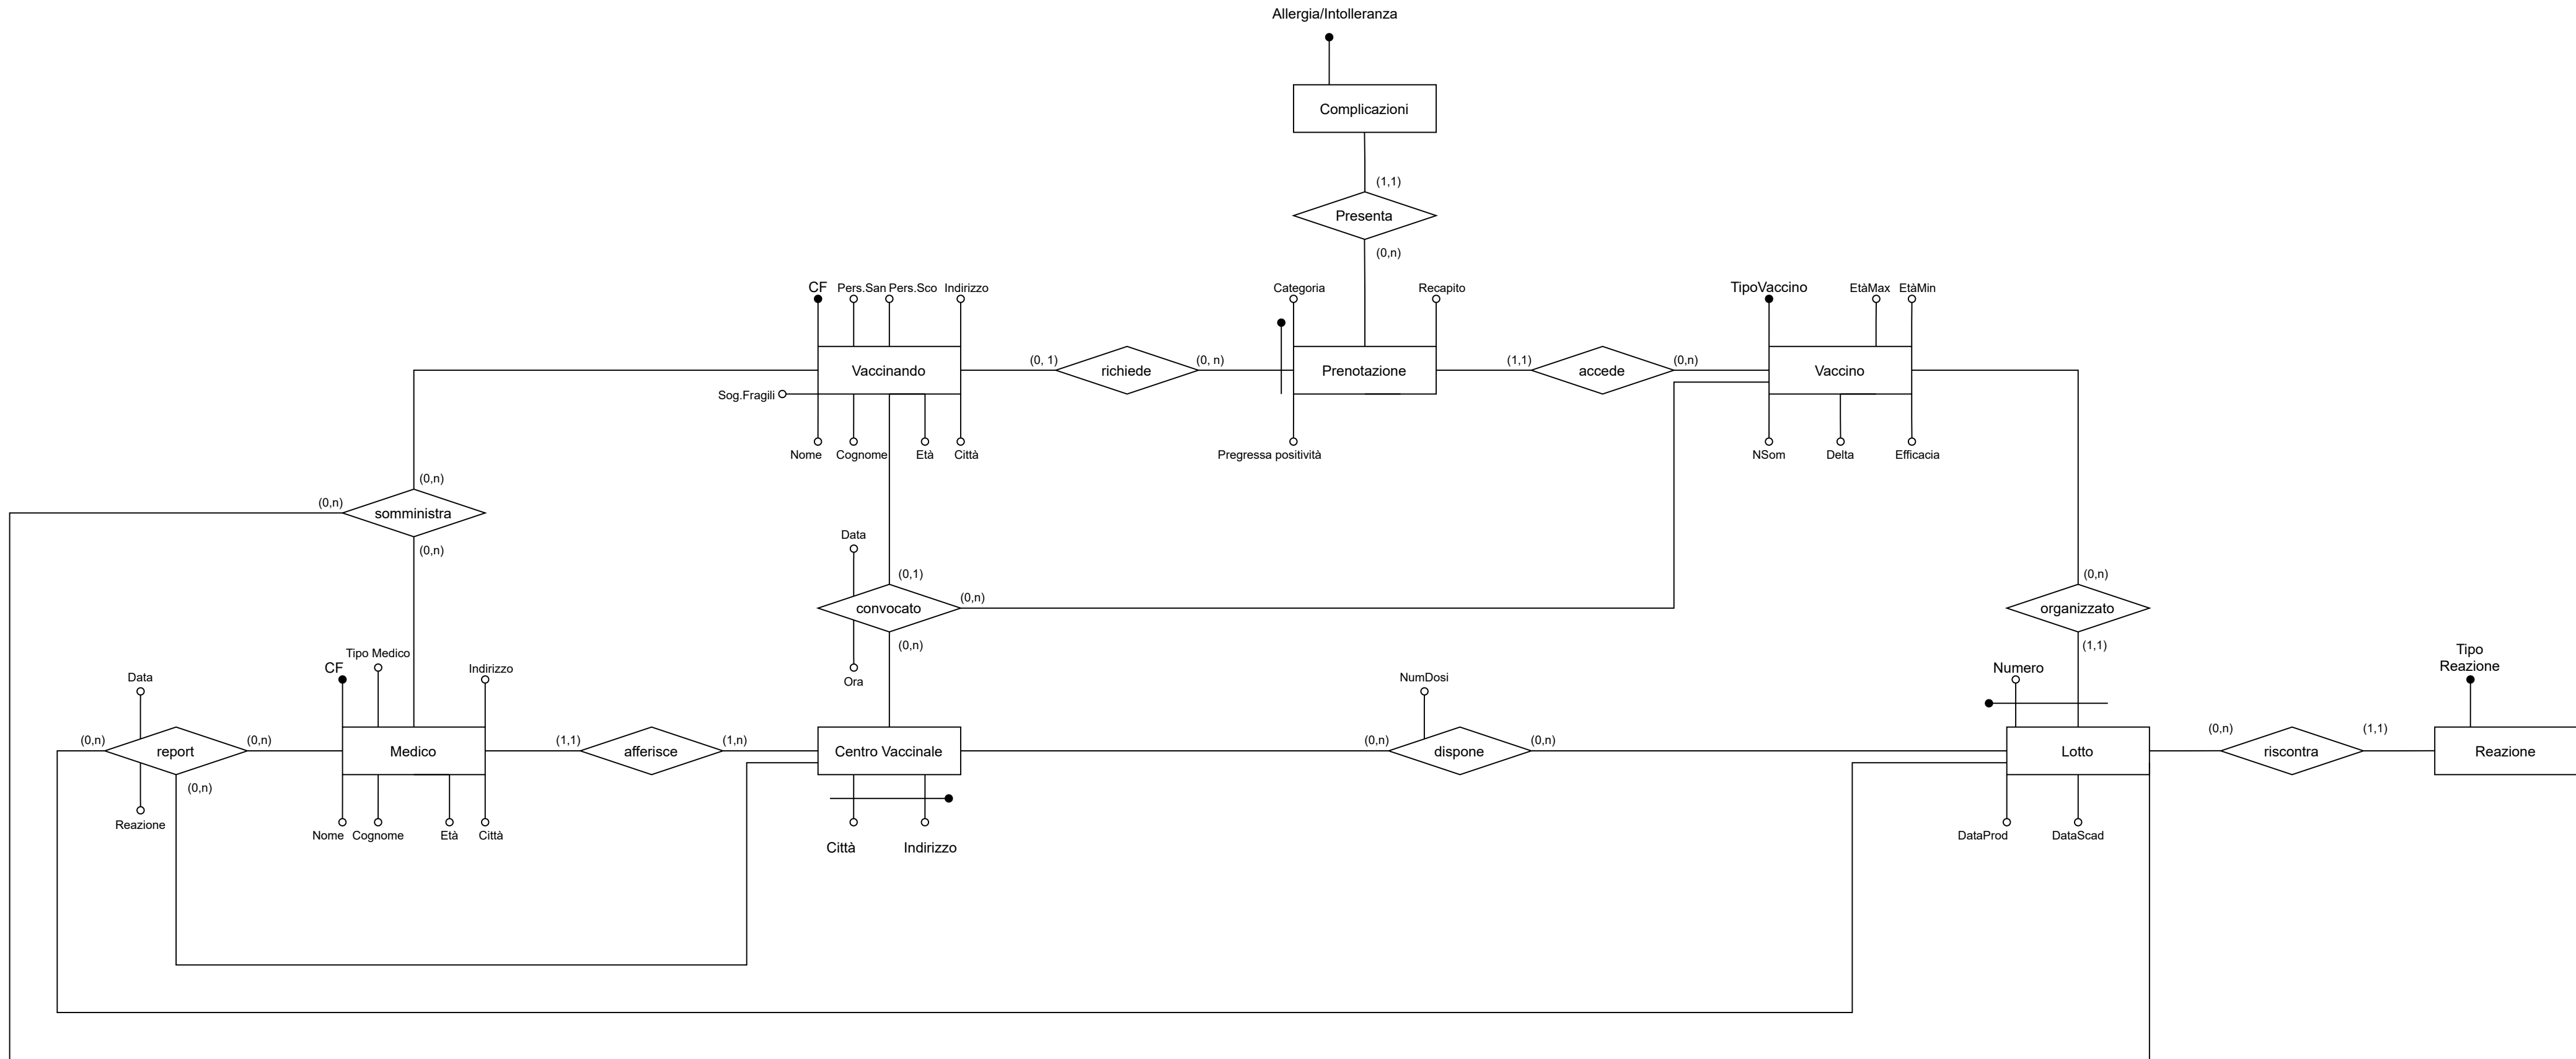 Allergia/Intolleranza
Complicazioni
(1,1)
Presenta
(0,n)
CF
Pers.San
Pers.Sco
Indirizzo
Categoria
Recapito
TipoVaccino
EtàMax
EtàMin
Vaccinando
(0, 1)
richiede
(0, n)
Prenotazione
(1,1)
accede
(0,n)
Vaccino
Sog.Fragili
Nome
Cognome
Età
Città
Pregressa positività
NSom
Delta
Efficacia
(0,n)
(0,n)
somministra
(0,n)
Data
(0,1)
convocato
(0,n)
(0,n)
Ora
(0,n)
organizzato
(1,1)
Data
CF
Tipo Medico
Indirizzo
NumDosi
Numero
Tipo
Reazione
(0,n)
report
(0,n)
(0,n)
Medico
(1,1)
afferisce
(1,n)
Centro Vaccinale
(0,n)
dispone
(0,n)
Lotto
(0,n)
riscontra
(1,1)
Reazione
Reazione
Nome
Cognome
Età
Città
Città
Indirizzo
DataProd
DataScad